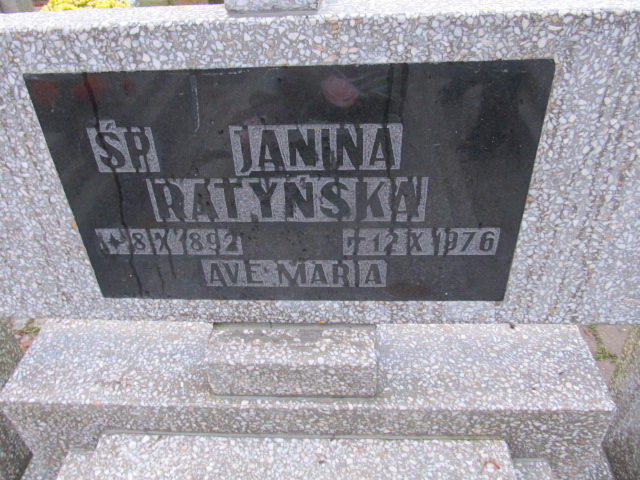 ŚP JANINA
RATYŃSKA
*8 X 1892 +12 X 1976
AVE MARIA